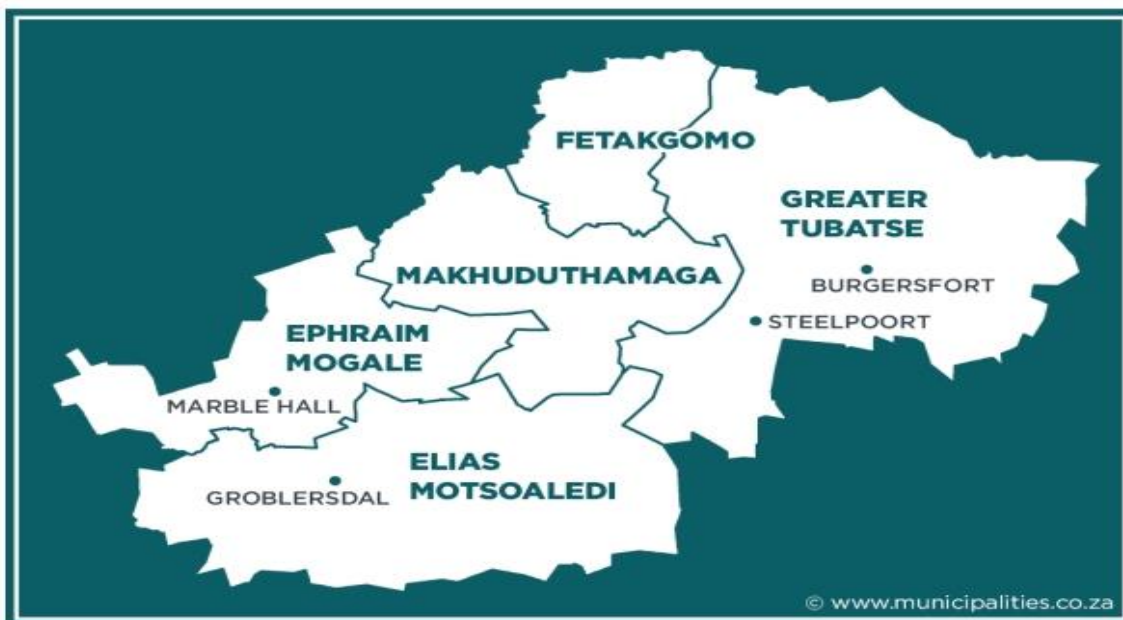 FETAKGOMO
GREATER
TUBATSE
MAKHUDUTHAMAGA
BURGERSFORT
STEELPOORT
EPHRAIM
MOGALE
MARBLE HALL
ELIAS
MOTSOALEDI
GROBLERSDAL
© www.municipalities.co.za